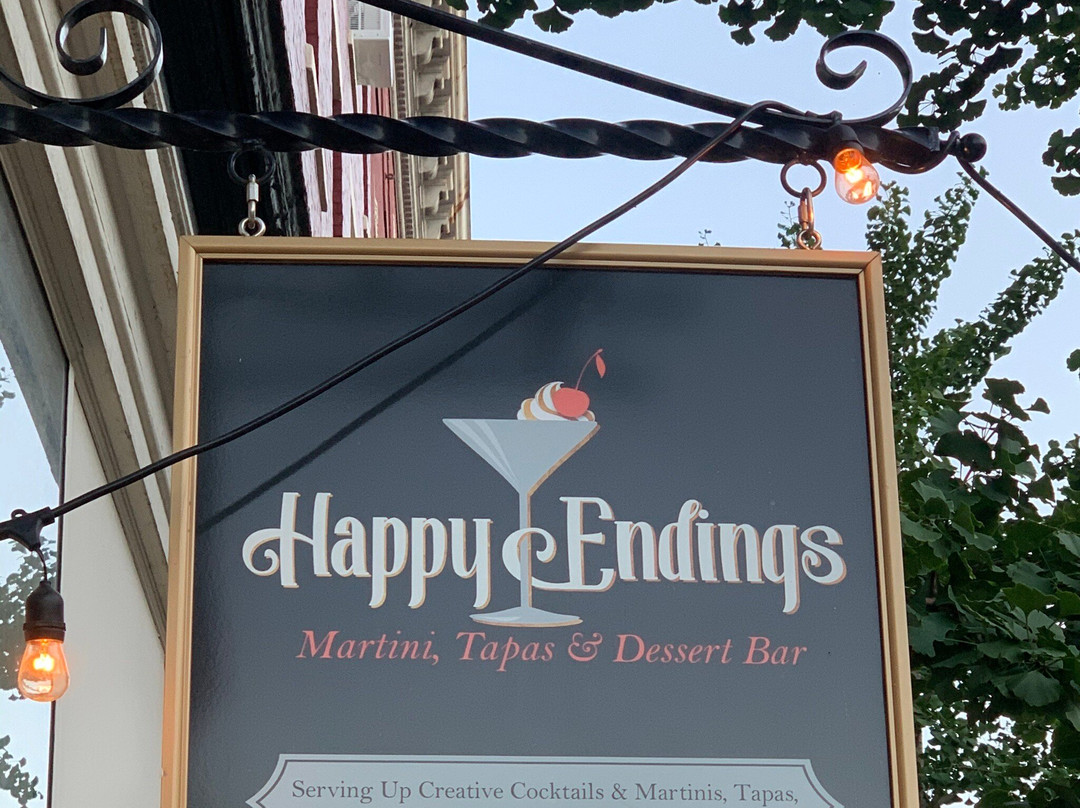 Happy Endings
Martini, Tapas & Dessert Bar
Serving Up Creative Cocktails & Martinis, Tapas,